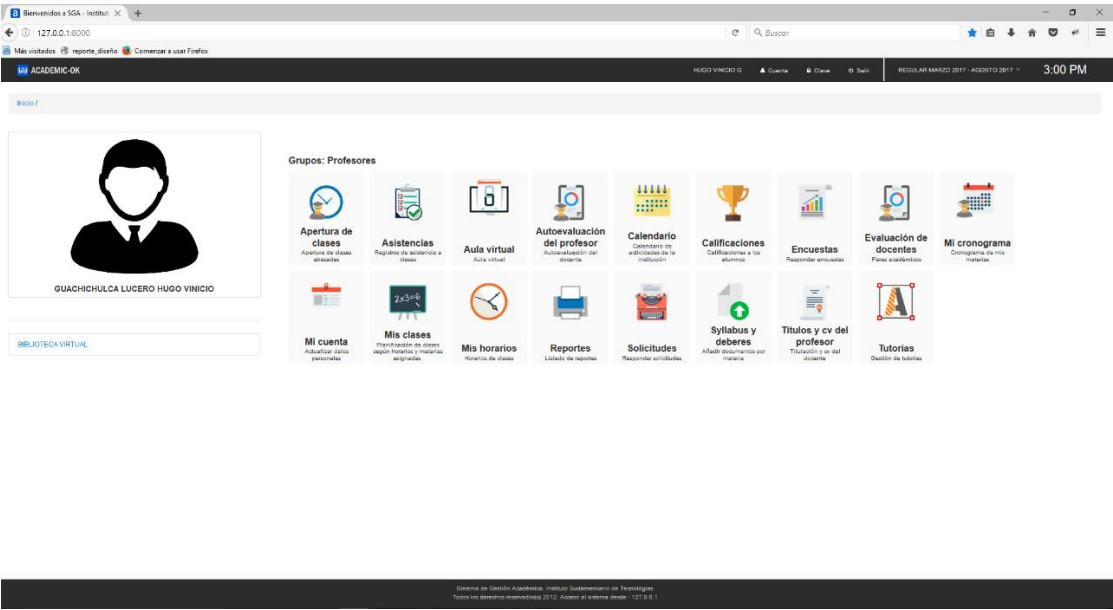 Bienvenidos a SGA - Institut
127.0.0.1:8000
Buscar
Más visitados reporte_diseño Comenzar a usar Firefox
ACADEMIC-OK
HUGO VINICIO G Cuenta Clave Salir REGULAR MARZO 2017 - AGOSTO 2017 3:00 PM
Inicio /
GUACHICHULCA LUCERO HUGO VINICIO
BIBLIOTECA VIRTUAL
Grupos: Profesores
Apertura de
clases
Apertura de clases
atrasadas
Asistencias
Registros de asistencia a
clases
Aula virtual
Aula virtual
Autoevaluación
del profesor
Autoevaluación del
docente
Calendario
Calendario de
actividades de la
institución
Calificaciones
Calificaciones a los
alumnos
Encuestas
Responder encuestas
Evaluación de
docentes
Pares académicos
Mi cronograma
Cronograma de mis
materias
Mi cuenta
Actualizar datos
personales
2x3=6
Mis clases
Planificación de clases
según horarios y materias
asignadas.
Mis horarios
Horarios de clases
Reportes
Listado de reportes
Solicitudes
Responder solicitudes
Syllabus y
deberes
Añadir documentos por
materia
Titulos y cv del
profesor
Titulación y cv del
docente
Tutorias
Gestión de tutorias
Sistema de Gestión Académica, Instituto Sudamericano de Tecnologías
Todos los derechos reservados(c) 2012. Acceso al sistema desde - 127.0.0.1